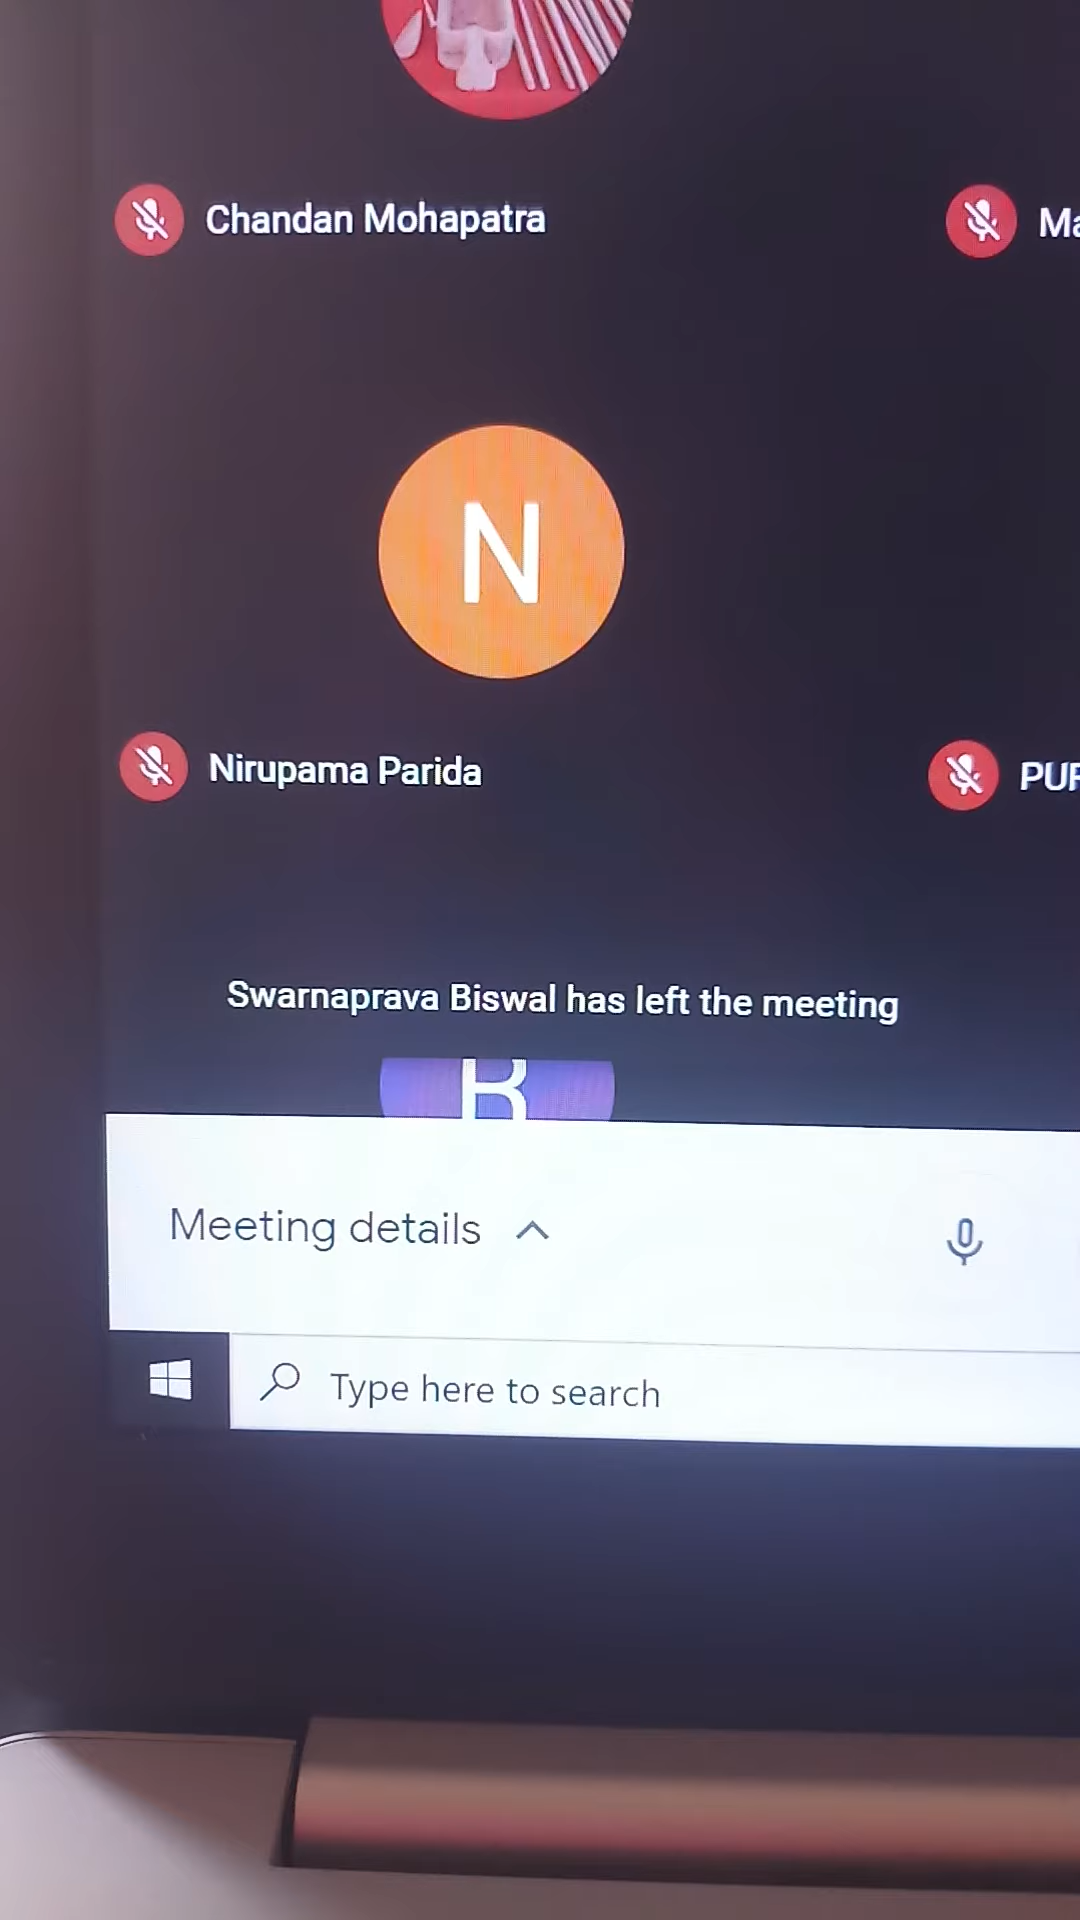 Chandan Mohapatra
N
Nirupama Parida
Swarnaprava Biswal has left the meeting
Meeting details
Type here to search